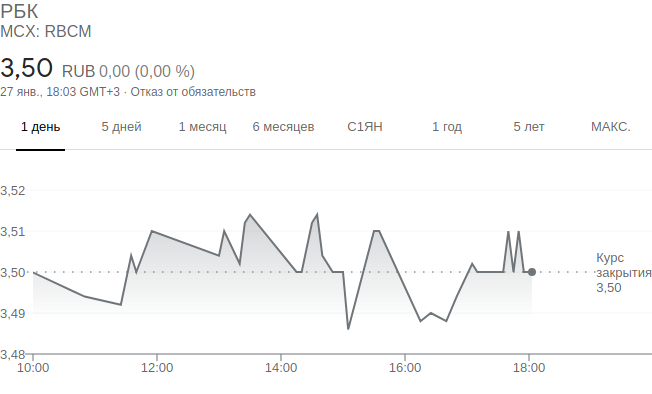 РБК
MCX: RBCM
3,50 RUB 0,00 (0,00 %)
27 янв., 18:03 GMT+3 · Отказ от обязательств
1 день 5 дней 1 месяц 6 месяцев С1ЯН 1 год 5 лет МАКС.
3,52
3,51
3,50
3,49
3,48
Курс
закрытия
3,50
10:00 12:00 14:00 16:00 18:00